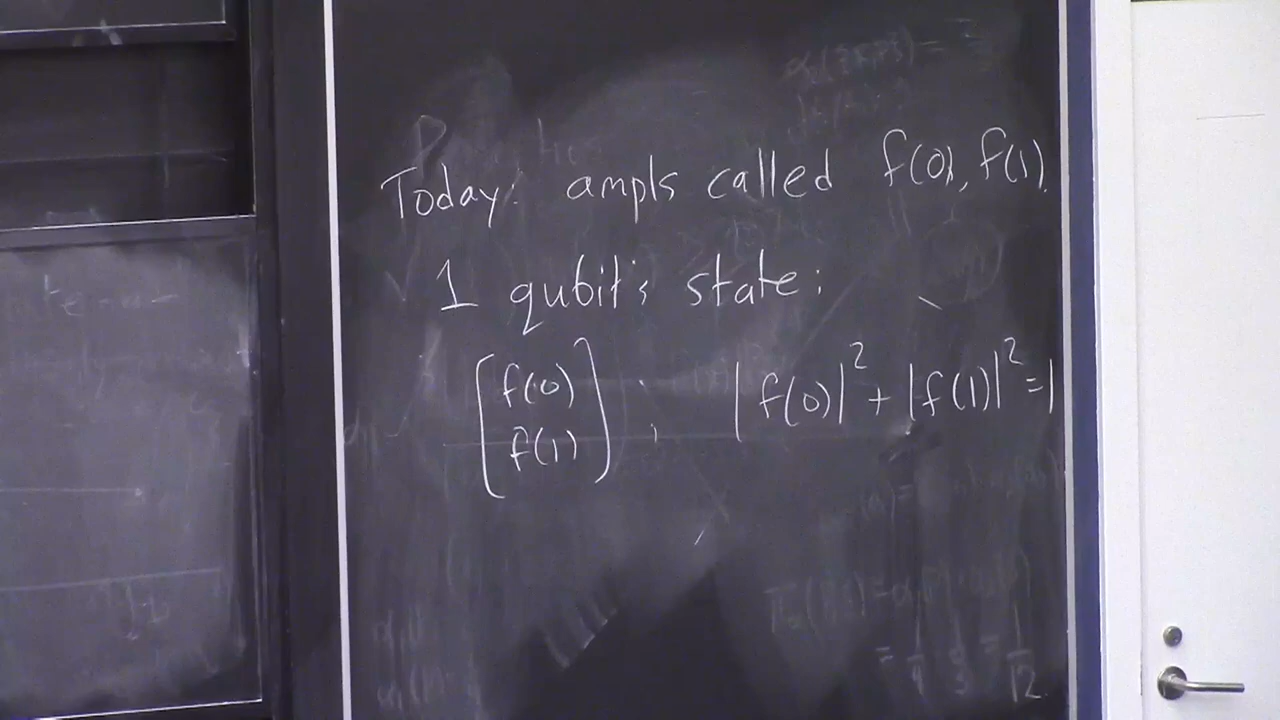 Today: ampls called f(0), f(1).
1 qubit's state:
[f(0) f(1)] ; |f(0)|² + |f(1)|² = 1